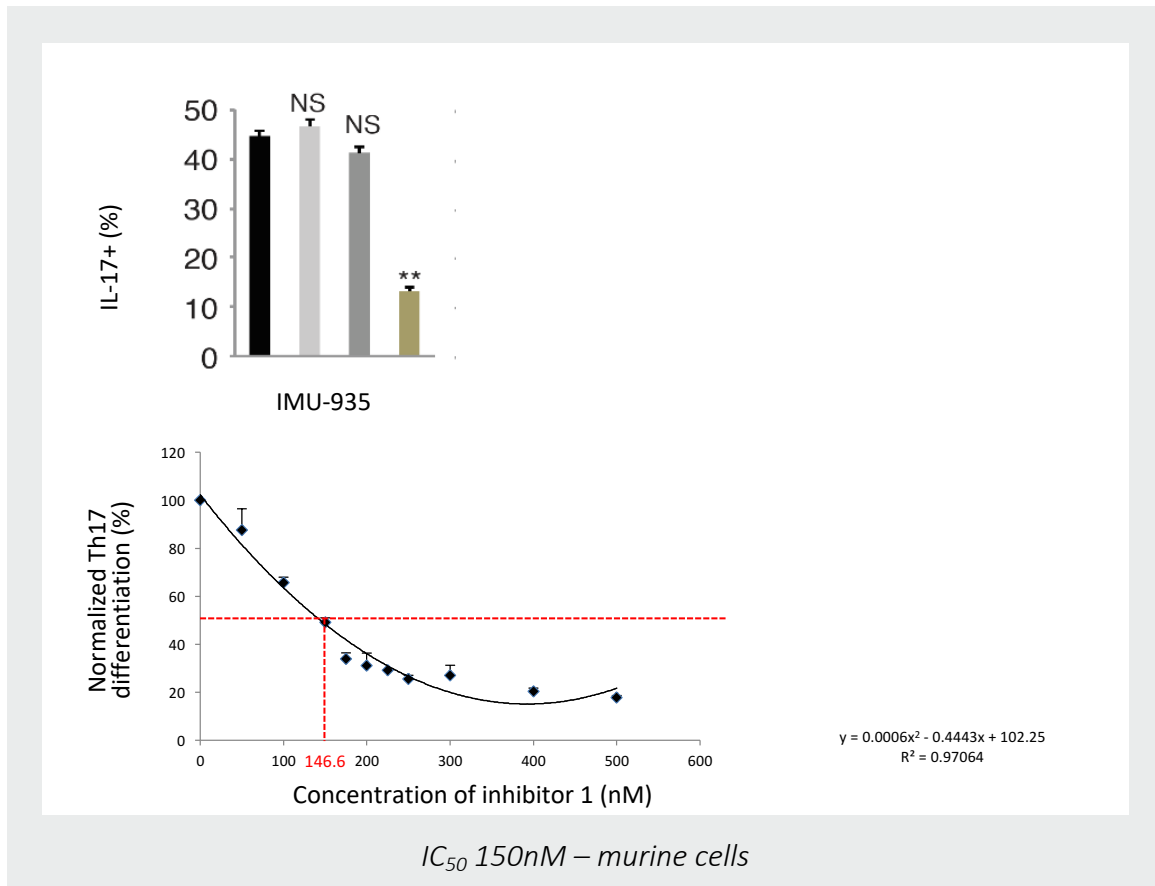 50
40
30
20
10
0
IL-17+ (%)
NS
NS
**
IMU-935
120
100
80
60
40
20
0
Normalized Th17
differentiation (%)
0 100 146.6 200 300 400 500 600
Concentration of inhibitor 1 (nM)
y = 0.0006x² - 0.4443x + 102.25
R² = 0.97064
IC₅₀ 150nM – murine cells